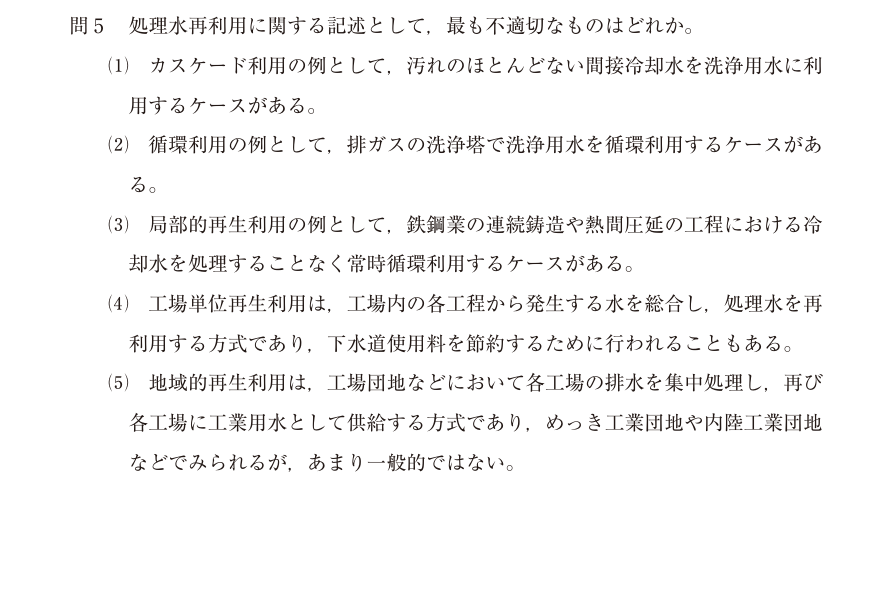 問5　処理水再利用に関する記述として，最も不適切なものはどれか。
⑴　カスケード利用の例として，汚れのほとんどない間接冷却水を洗浄用水に利
用するケースがある。
⑵　循環利用の例として，排ガスの洗浄塔で洗浄用水を循環利用するケースがあ
る。
⑶　局部的再生利用の例として，鉄鋼業の連続鋳造や熱間圧延の工程における冷
却水を処理することなく常時循環利用するケースがある。
⑷　工場単位再生利用は，工場内の各工程から発生する水を総合し，処理水を再
利用する方式であり，下水道使用料を節約するために行われることもある。
⑸　地域的再生利用は，工場団地などにおいて各工場の排水を集中処理し，再び
各工場に工業用水として供給する方式であり，めっき工業団地や内陸工業団地
などでみられるが，あまり一般的ではない。